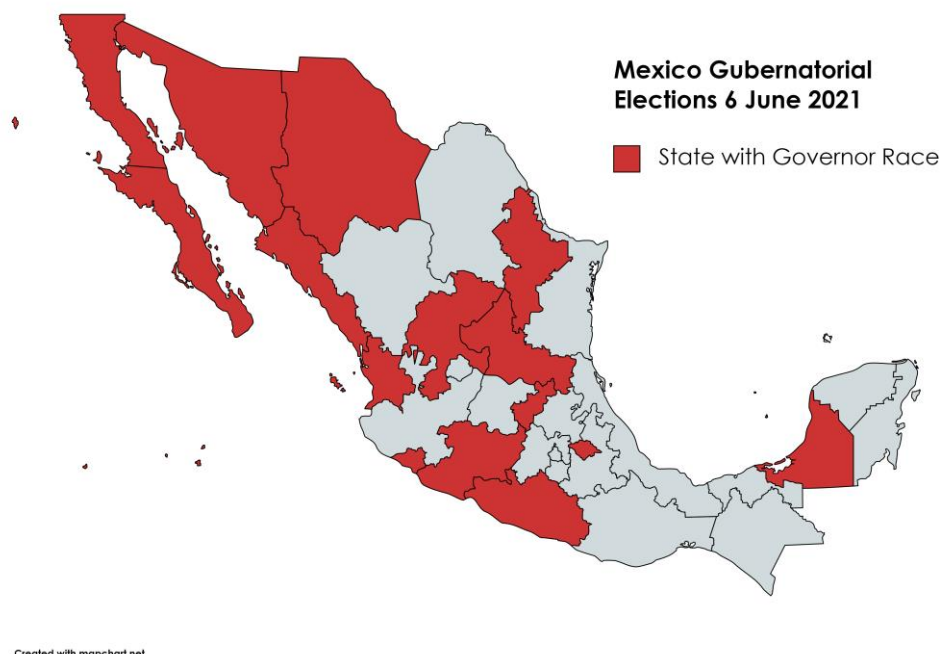 Mexico Gubernatorial
Elections 6 June 2021
State with Governor Race
Created with mapchart.net